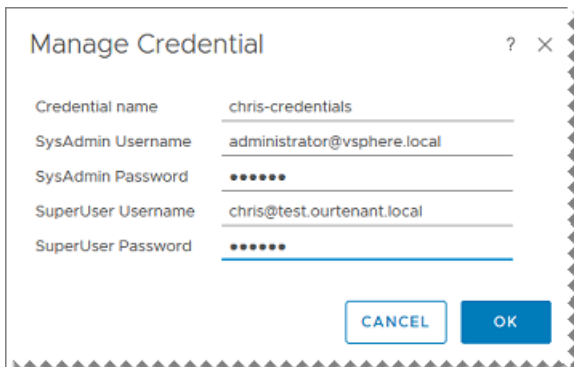 Manage Credential ? ×
Credential name chris-credentials
SysAdmin Username administrator@vsphere.local
SysAdmin Password ••••••
SuperUser Username chris@test.ourtenant.local
SuperUser Password ••••••
CANCEL OK